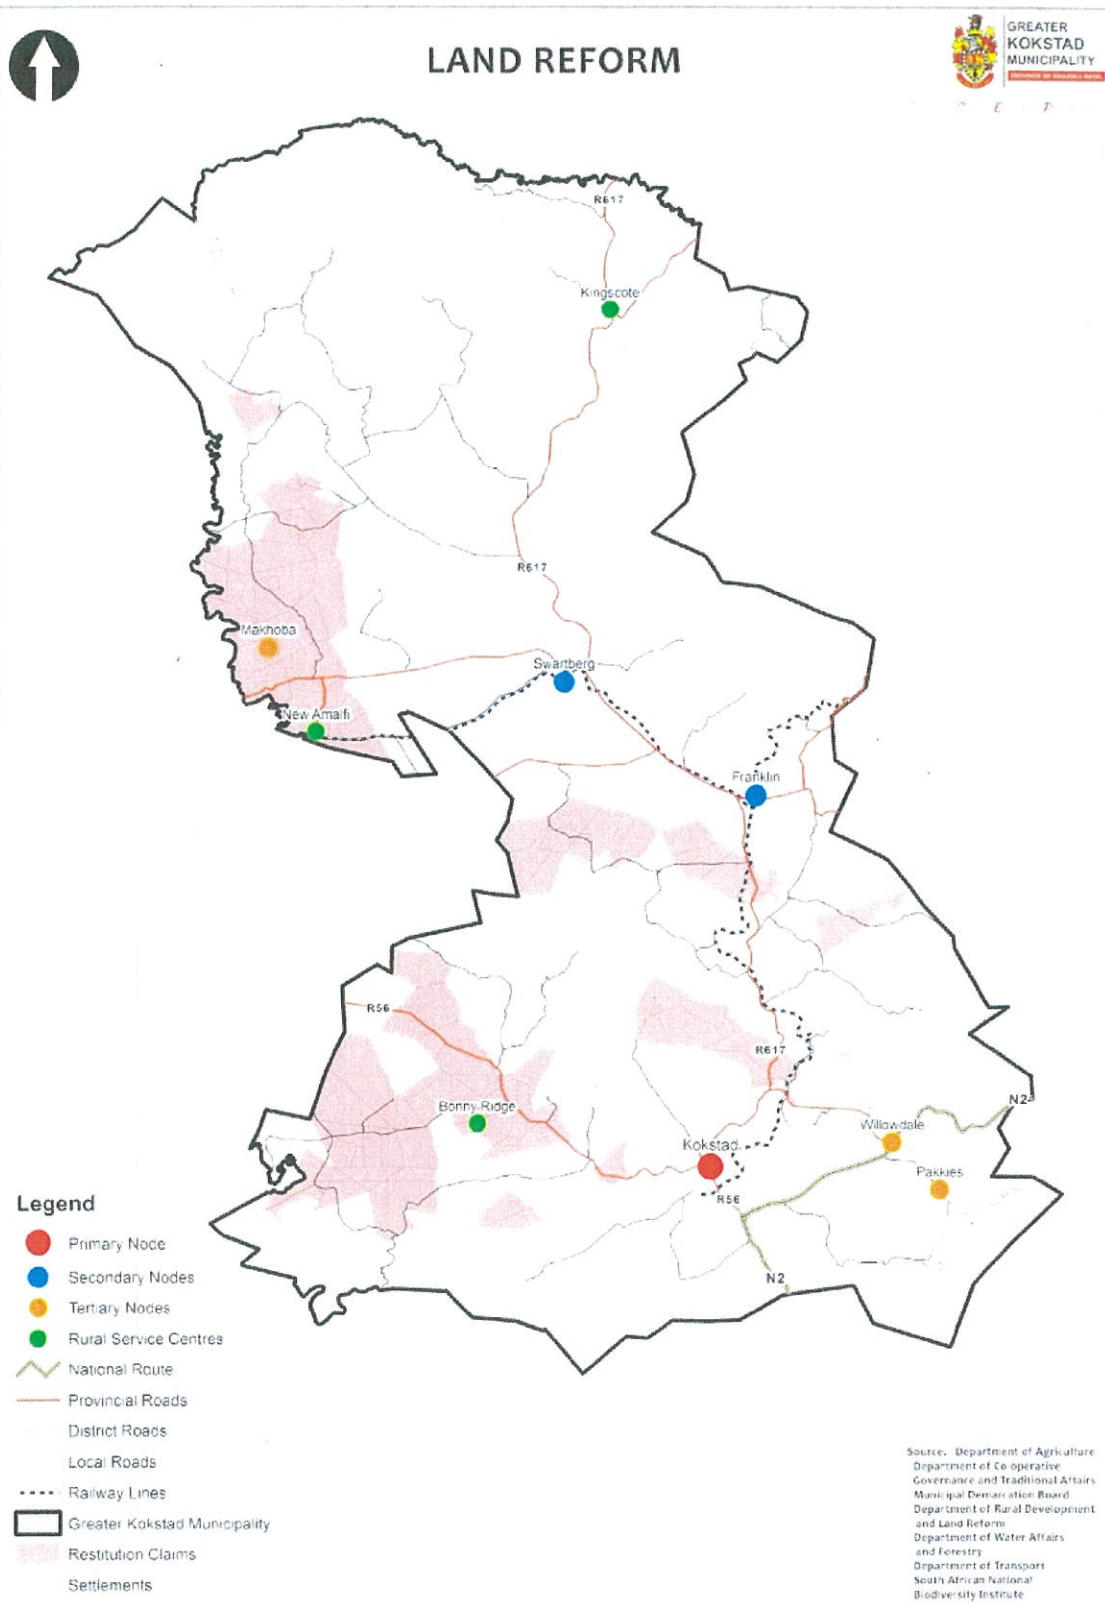 LAND REFORM
GREATER
KOKSTAD
MUNICIPALITY
R617
Kingscote
R617
Makhoba
Swartberg
New Amalfi
Franklin
R56
R617
Bonny Ridge
N2
Willowdale
Kokstad
Pakkies
R56
N2
Legend
Primary Node
Secondary Nodes
Tertiary Nodes
Rural Service Centres
National Route
Provincial Roads
District Roads
Local Roads
Railway Lines
Greater Kokstad Municipality
Restitution Claims
Settlements
Source. Department of Agriculture
Department of Co-operative
Governance and Traditional Affairs
Municipal Demarcation Board
Department of Rural Development
and Land Reform
Department of Water Affairs
and Forestry
Department of Transport
South African National
Biodiversity Institute